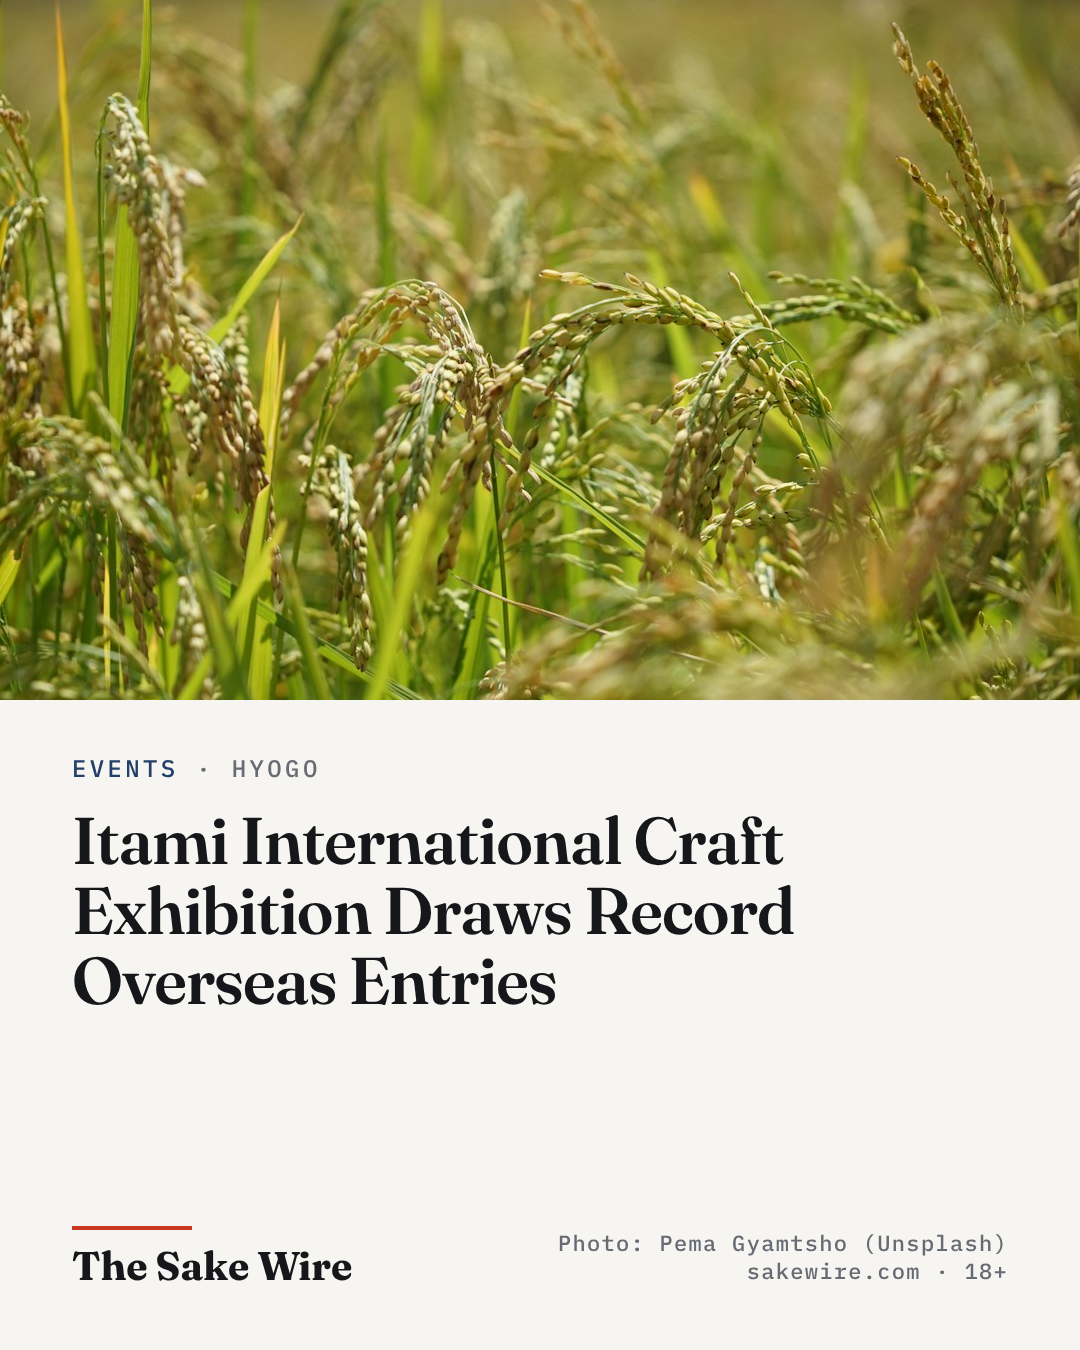 EVENTS · HYOGO
Itami International Craft
Exhibition Draws Record
Overseas Entries
The Sake Wire
Photo: Pema Gyamtsho (Unsplash)
sakewire.com · 18+